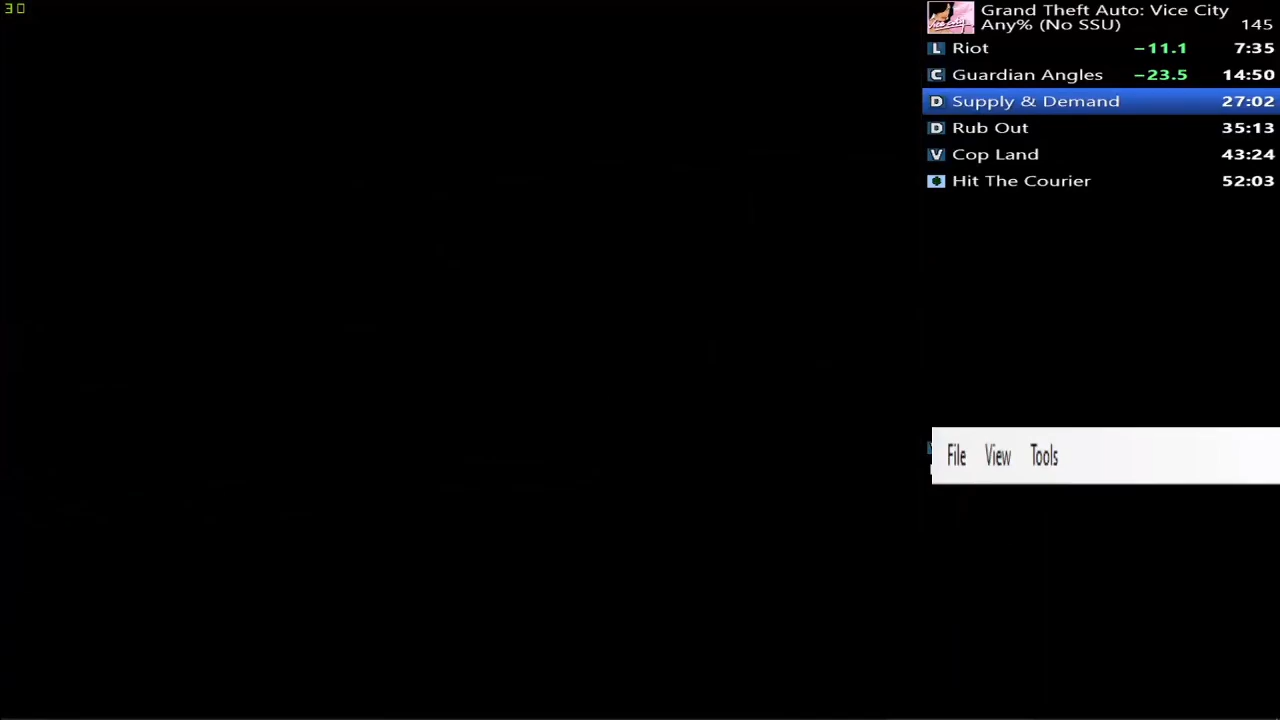 30
Grand Theft Auto: Vice City
Any% (No SSU) 145
L Riot −11.1 7:35
C Guardian Angles −23.5 14:50
D Supply & Demand 27:02
D Rub Out 35:13
V Cop Land 43:24
Hit The Courier 52:03
File View Tools